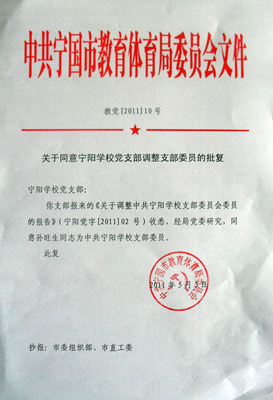 中共宁国市教育体育局委员会文件
教党[2011]10号
关于同意宁阳学校党支部调整支部委员的批复
宁阳学校党支部：
你支部报来的《关于调整中共宁阳学校支部委员会委员
的报告》（宁阳党字[2011]02号）收悉，经局党委研究，同
意孙旺生同志为中共宁阳学校支部委员。
此复
中共宁国市教育体育局委员会
2011年5月5日
抄报：市委组织部、市直工委